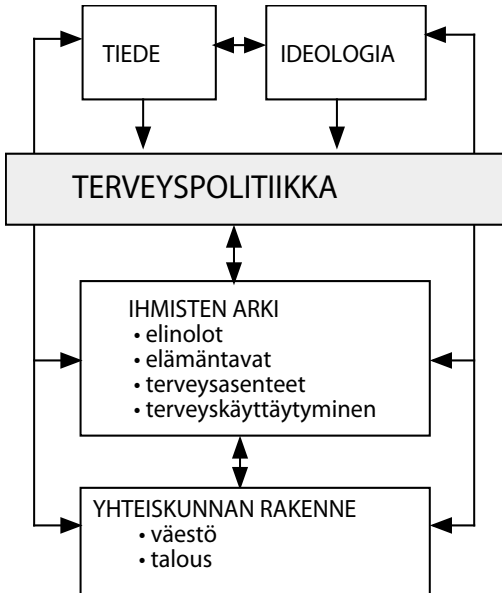 TIEDE
IDEOLOGIA
TERVEYSPOLITIIKKA
IHMISTEN ARKI
• elinolot
• elämäntavat
• terveysasenteet
• terveyskäyttäytyminen
YHTEISKUNNAN RAKENNE
• väestö
• talous